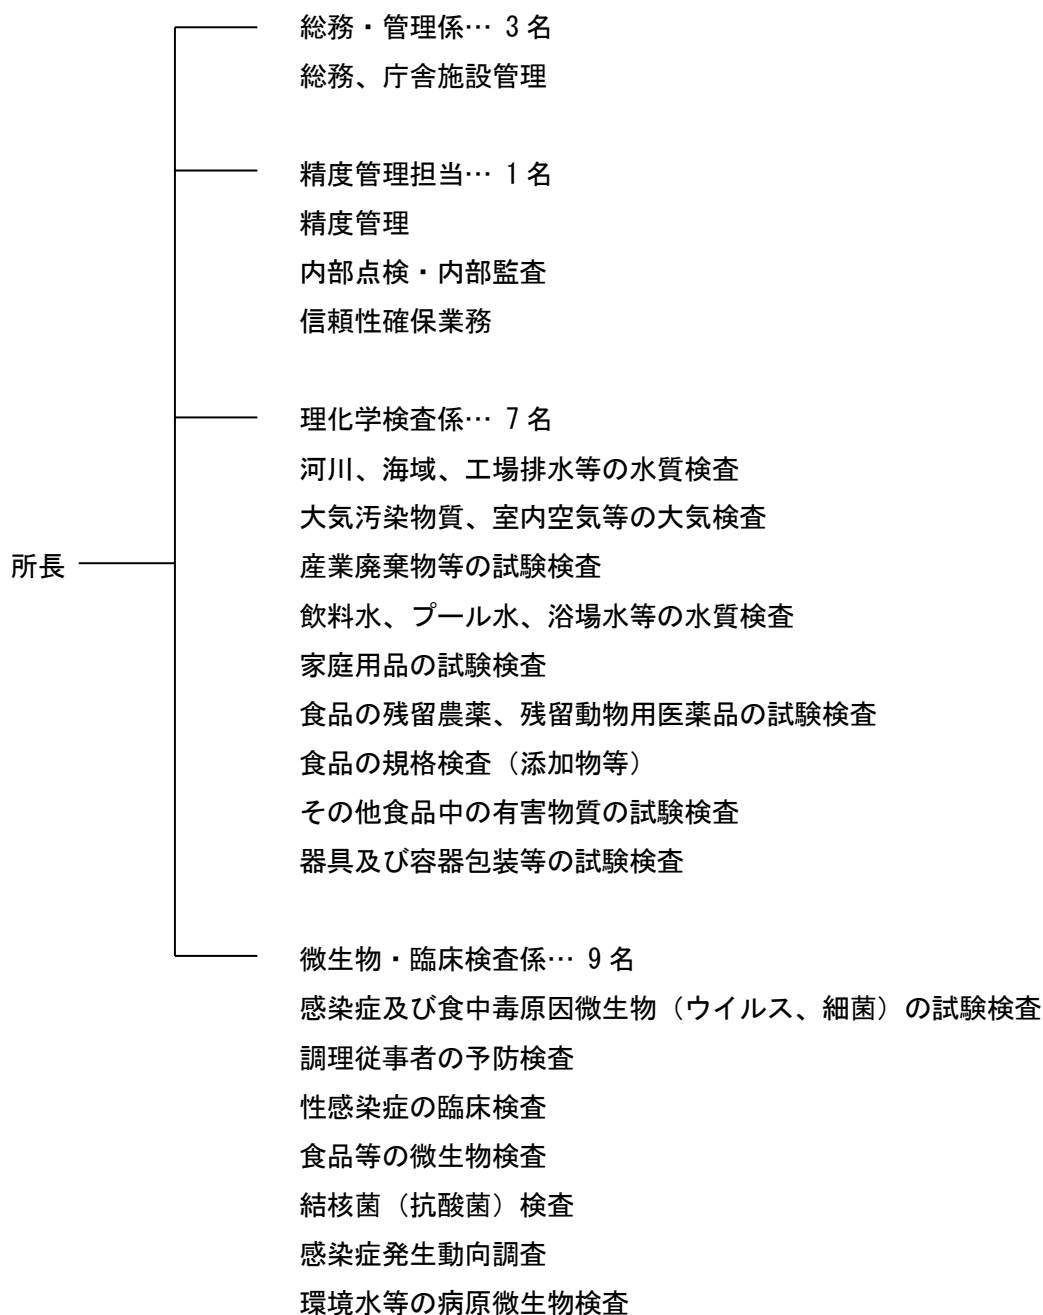 総務・管理係… 3名
総務、庁舎施設管理
精度管理担当… 1名
精度管理
内部点検・内部監査
信頼性確保業務
理化学検査係… 7名
河川、海域、工場排水等の水質検査
大気汚染物質、室内空気等の大気検査
所長
産業廃棄物等の試験検査
飲料水、プール水、浴場水等の水質検査
家庭用品の試験検査
食品の残留農薬、残留動物用医薬品の試験検査
食品の規格検査（添加物等）
その他食品中の有害物質の試験検査
器具及び容器包装等の試験検査
微生物・臨床検査係… 9名
感染症及び食中毒原因微生物（ウイルス、細菌）の試験検査
調理従事者の予防検査
性感染症の臨床検査
食品等の微生物検査
結核菌（抗酸菌）検査
感染症発生動向調査
環境水等の病原微生物検査